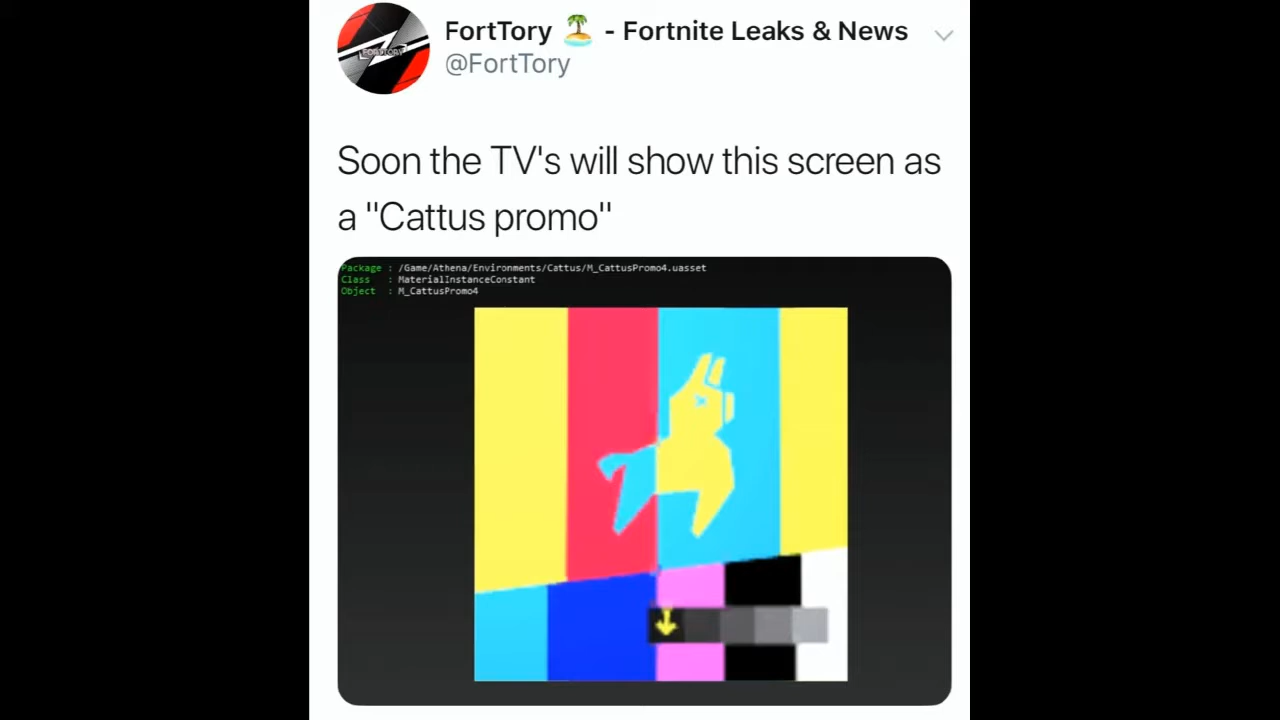 FortTory 🏝️ - Fortnite Leaks & News
@FortTory
Soon the TV's will show this screen as
a "Cattus promo"
Package : /Game/Athena/Environments/Cattus/M_CattusPromo4.uasset
Class : MaterialInstanceConstant
Object : M_CattusPromo4